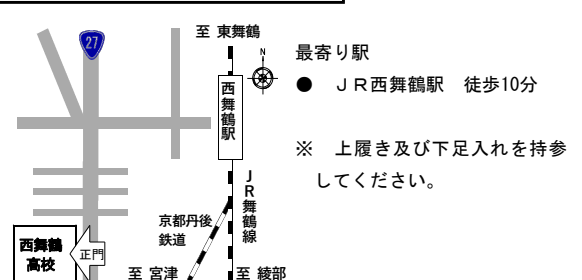 27
至 東舞鶴
N
西舞鶴駅
JR舞鶴線
京都丹後
鉄道
西舞鶴
高校
正門
至 宮津
至 綾部
最寄り駅
● ＪＲ西舞鶴駅 徒歩10分
※ 上履き及び下足入れを持参
してください。